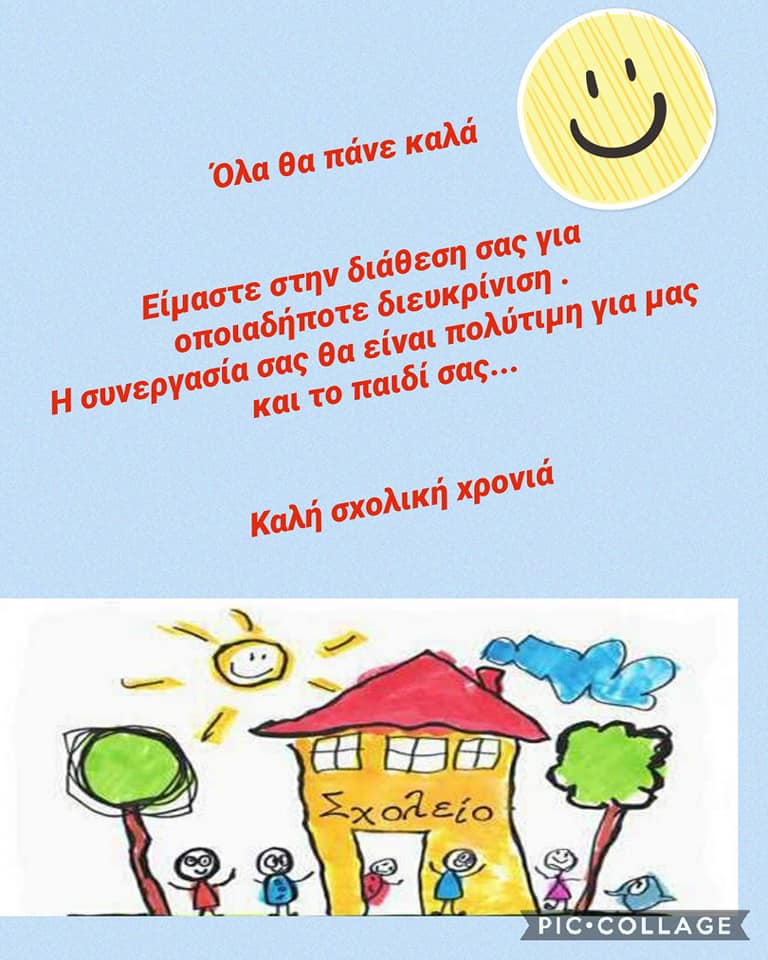 Όλα θα πάνε καλά
Είμαστε στην διάθεση σας για
οποιαδήποτε διευκρίνιση .
Η συνεργασία σας θα είναι πολύτιμη για μας
και το παιδί σας...
Καλή σχολική χρονιά
Σχολείο
PIC•COLLAGE